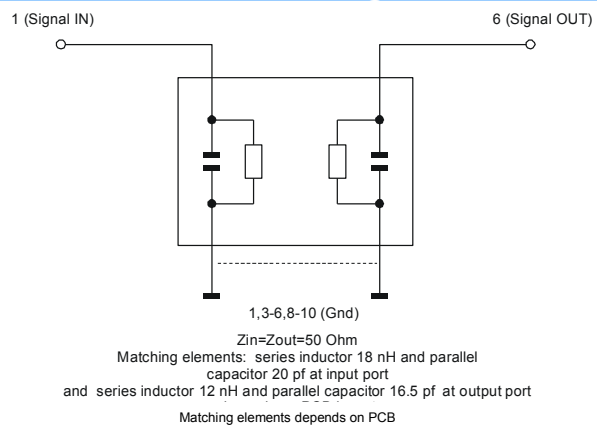 1 (Signal IN)
6 (Signal OUT)
1,3-6,8-10 (Gnd)
Zin=Zout=50 Ohm
Matching elements: series inductor 18 nH and parallel
capacitor 20 pf at input port
and series inductor 12 nH and parallel capacitor 16.5 pf at output port
Matching elements depends on PCB